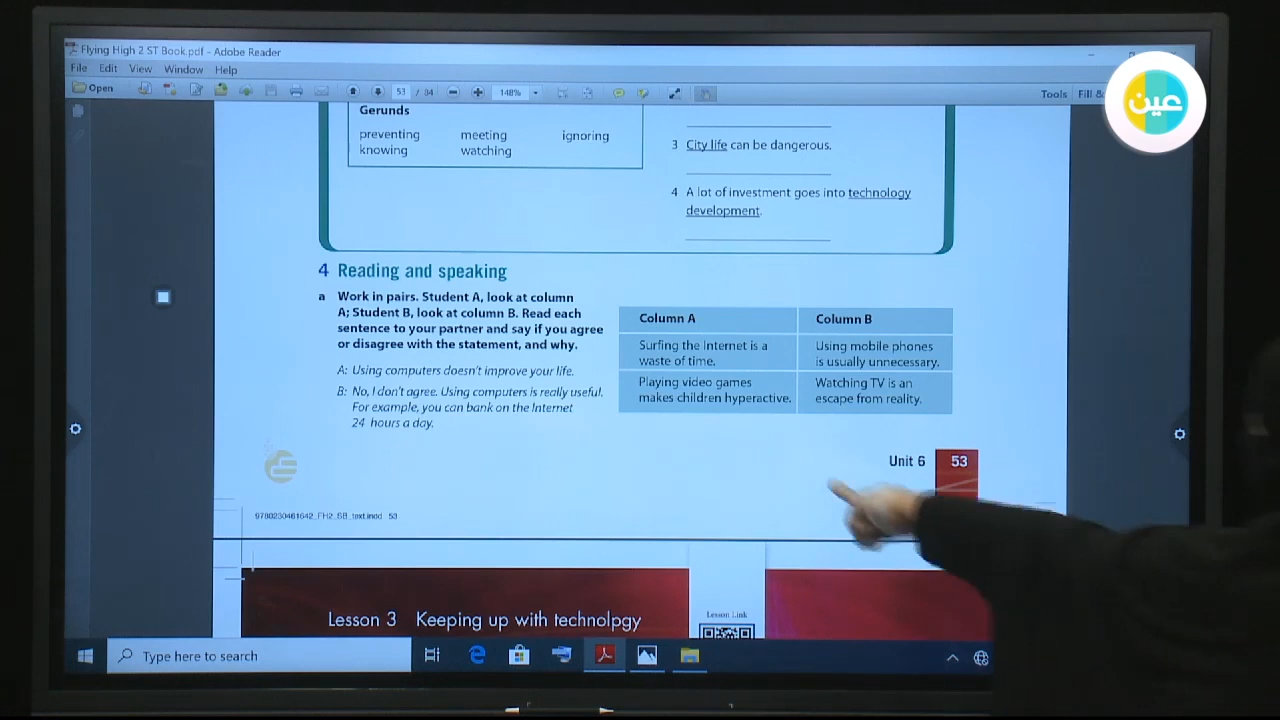 Flying High 2 ST Book.pdf - Adobe Reader
File Edit View Window Help
Open 53 / 84 148% Tools Fill &
عين
Gerunds
preventing meeting ignoring
knowing watching
3 City life can be dangerous.
4 A lot of investment goes into technology
development.
4 Reading and speaking
a Work in pairs. Student A, look at column
A; Student B, look at column B. Read each
sentence to your partner and say if you agree
or disagree with the statement, and why.
A: Using computers doesn't improve your life.
B: No, I don't agree. Using computers is really useful.
For example, you can bank on the Internet
24 hours a day.
Column A Column B
Surfing the Internet is a
waste of time.
Using mobile phones
is usually unnecessary.
Playing video games
makes children hyperactive.
Watching TV is an
escape from reality.
Unit 6 53
9780230461642_FH2_SB_text.indd 53
Lesson 3 Keeping up with technolpgy
Lesson Link
Type here to search